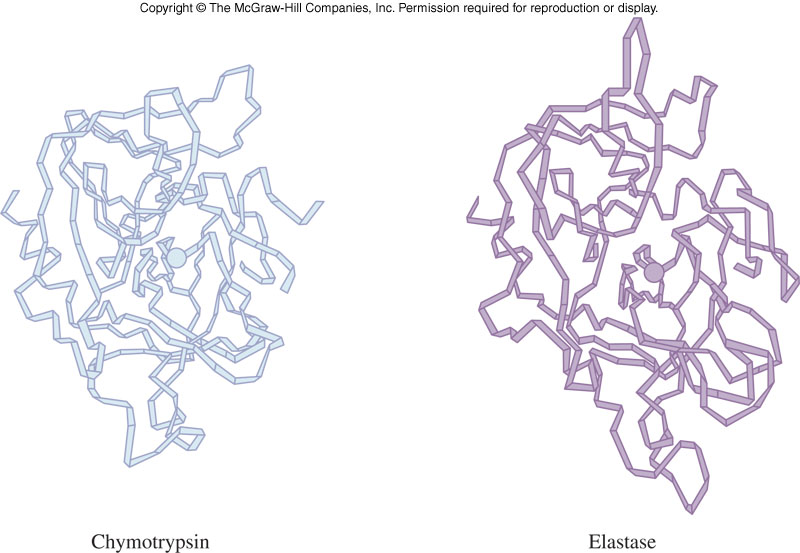 Copyright © The McGraw-Hill Companies, Inc. Permission required for reproduction or display.
Chymotrypsin
Elastase